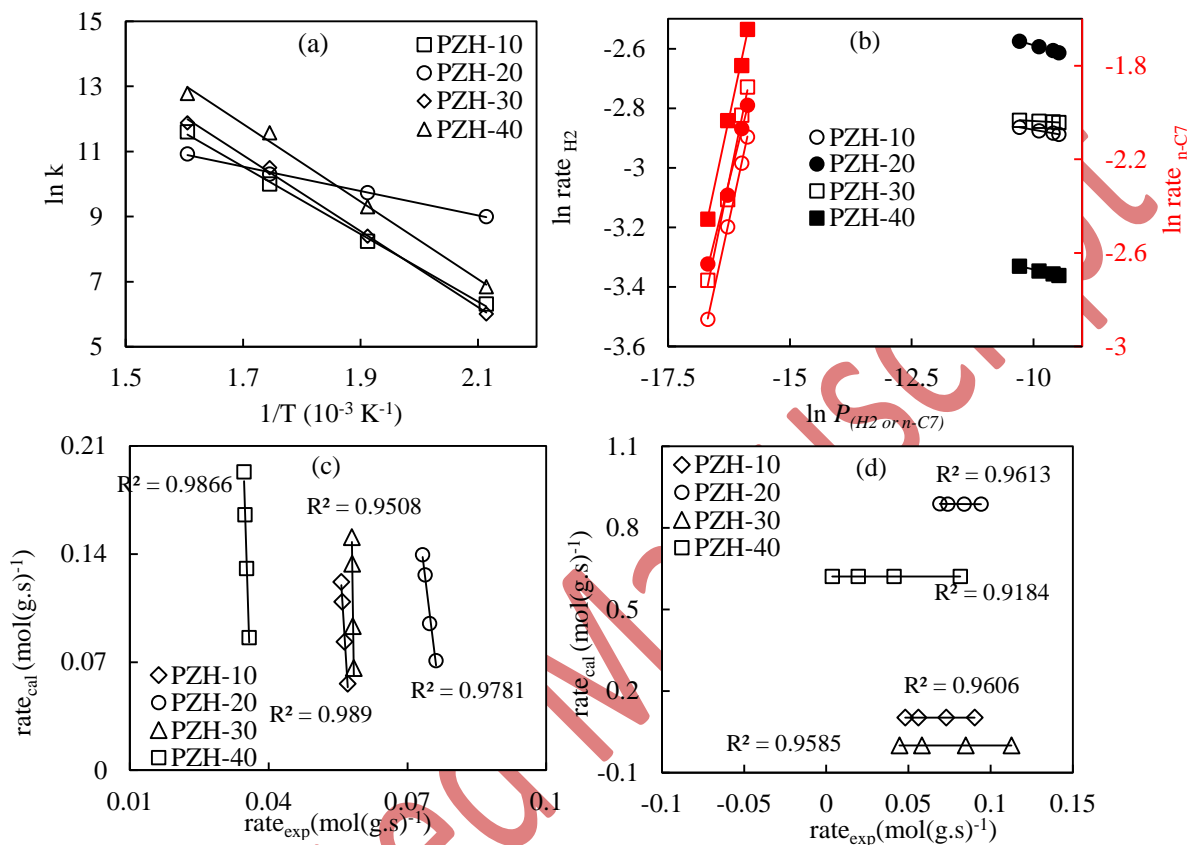 (a)
PZH-10
PZH-20
PZH-30
PZH-40
15
13
11
9
7
5
ln k
1.5
1.7
1.9
2.1
1/T (10⁻³ K⁻¹)
(b)
-2.6
-2.8
-3
-3.2
-3.4
-3.6
ln rate H2
PZH-10
PZH-20
PZH-30
PZH-40
-1.8
-2.2
-2.6
-3
ln rate n-C7
-17.5
-15
-12.5
-10
ln P(H2 or n-C7)
(c)
0.21
0.14
0.07
0
rate_cal (mol(g.s)⁻¹)
R² = 0.9866
R² = 0.9508
R² = 0.9781
R² = 0.989
PZH-10
PZH-20
PZH-30
PZH-40
0.01
0.04
0.07
0.1
rate_exp(mol(g.s)⁻¹)
(d)
1.1
0.8
0.5
0.2
-0.1
rate_cal (mol(g.s)⁻¹)
PZH-10
PZH-20
PZH-30
PZH-40
R² = 0.9613
R² = 0.9184
R² = 0.9606
R² = 0.9585
-0.1
-0.05
0
0.05
0.1
0.15
rate_exp(mol(g.s)⁻¹)